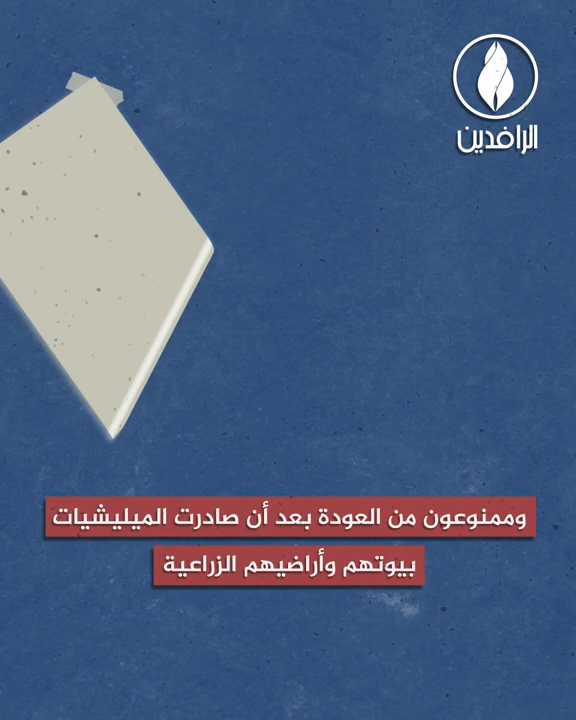 الرافدين
وممنوعون من العودة بعد أن صادرت الميليشيات
بيوتهم وأراضيهم الزراعية